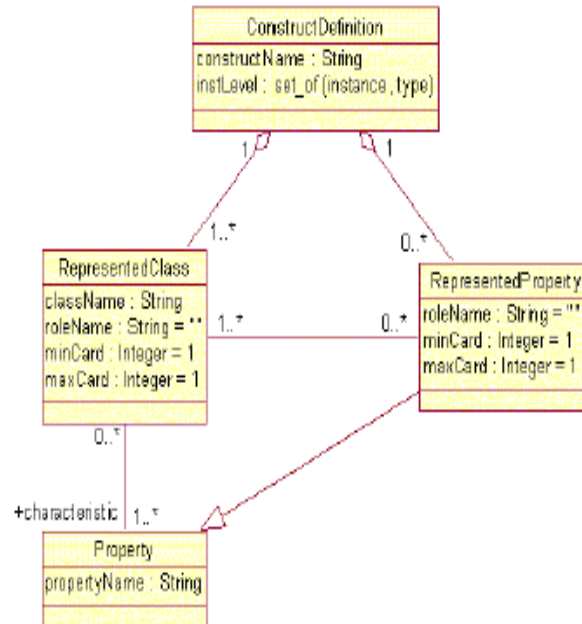 ConstructDefinition
constructName : String
instLevel : set_of(instance, type)
1
1
1..*
0..*
RepresentedClass
className : String
roleName : String = ""
minCard : Integer = 1
maxCard : Integer = 1
1..*
0..*
RepresentedProperty
roleName : String = ""
minCard : Integer = 1
maxCard : Integer = 1
0..*
+characteristic
1..*
Property
propertyName : String